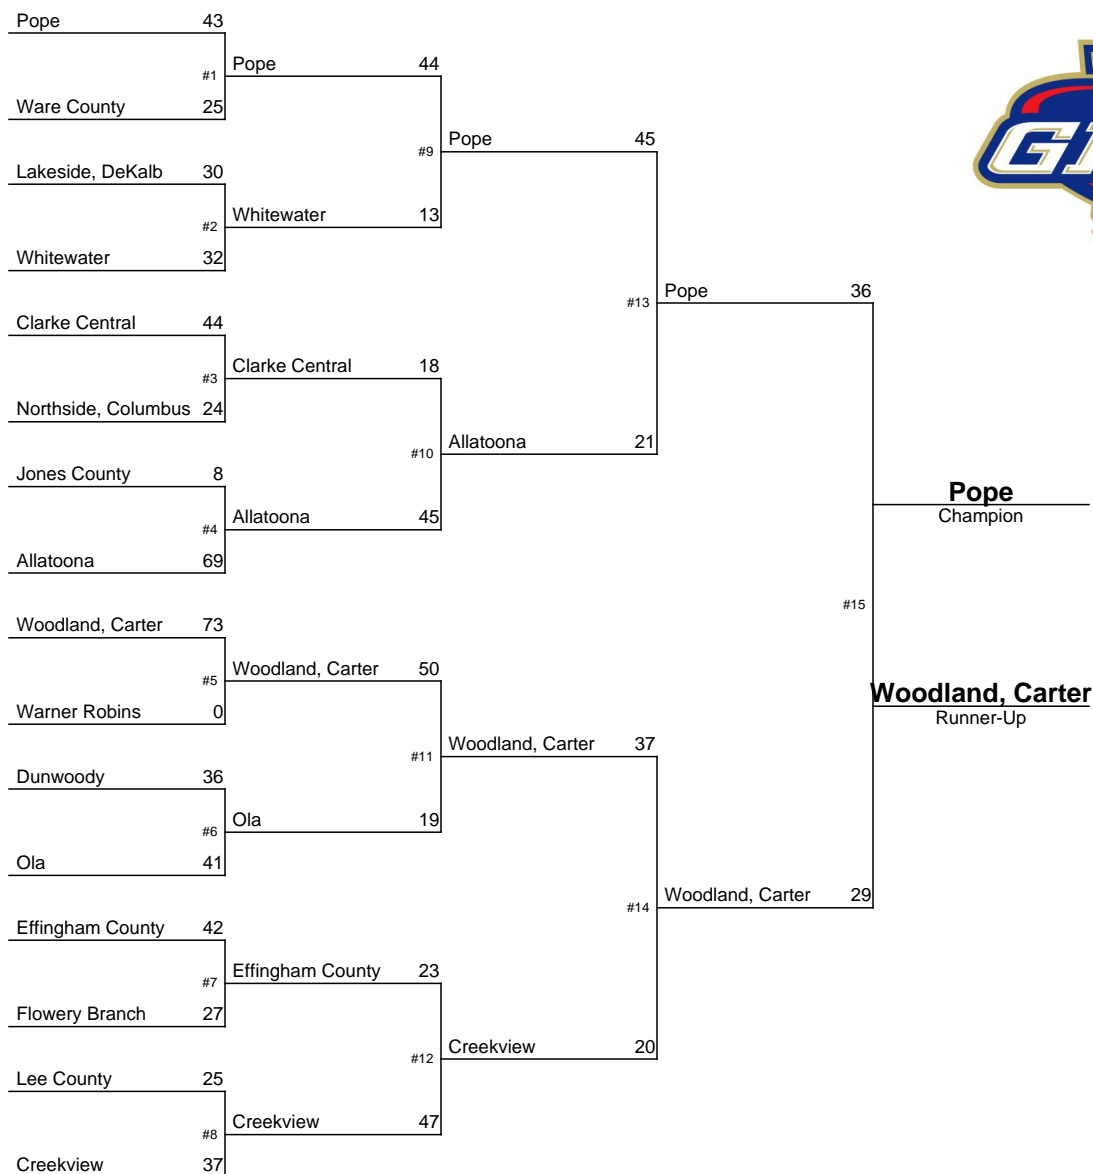 Pope 43
#1 Pope 44
Ware County 25
#9 Pope 45
Lakeside, DeKalb 30
#2 Whitewater 13
Whitewater 32
#13 Pope 36
Clarke Central 44
#3 Clarke Central 18
Northside, Columbus 24
#10 Allatoona 21
Jones County 8
#4 Allatoona 45
Allatoona 69
Pope
Champion
#15
Woodland, Carter 73
#5 Woodland, Carter 50
Warner Robins 0
Woodland, Carter
Runner-Up
#11 Woodland, Carter 37
Dunwoody 36
#6 Ola 19
Ola 41
#14 Woodland, Carter 29
Effingham County 42
#7 Effingham County 23
Flowery Branch 27
#12 Creekview 20
Lee County 25
#8 Creekview 47
Creekview 37